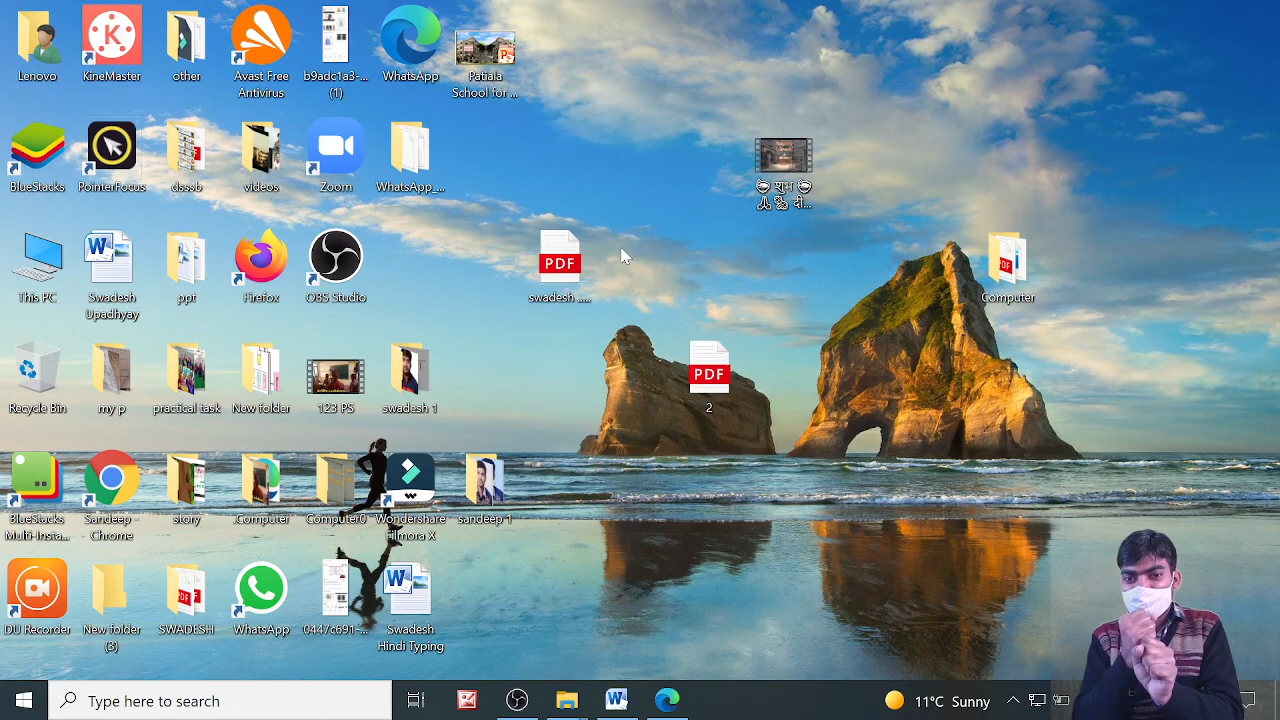 Lenovo
KineMaster
other
Avast Free
Antivirus
b9adc1a3-...
(1)
WhatsApp
Patiala
School for ...
BlueStacks
PointerFocus
dsssb
videos
Zoom
WhatsApp_...
शुभ
दी...
This PC
Swadesh
Upadhyay
ppt
Firefox
OBS Studio
PDF
swadesh .....
PDF
Computer
Recycle Bin
my p
practical task
New folder
123 PS
swadesh 1
PDF
2
BlueStacks
Multi-Insta...
Sandeep -
Chrome
story
.Computer
Computer0
Wondershare
Filmora X
sandeep 1
DU Recorder
New folder
(3)
PDF
SWADESH
WhatsApp
0447c691-...
Swadesh
Hindi Typing
Type here to search
11°C Sunny